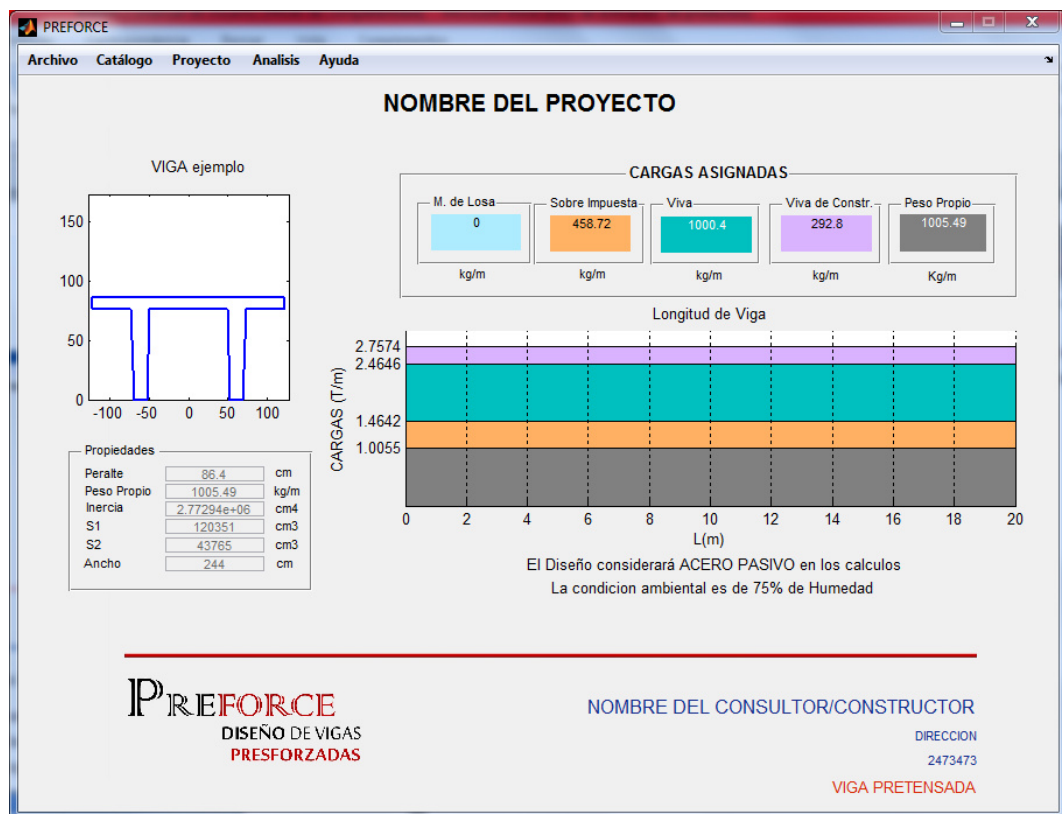 PREFORCE
Archivo Catálogo Proyecto Analisis Ayuda
NOMBRE DEL PROYECTO
VIGA ejemplo
150
100
50
0
-100 -50 0 50 100
Propiedades
Peralte 86.4 cm
Peso Propio 1005.49 kg/m
Inercia 2.77294e+06 cm4
S1 120351 cm3
S2 43765 cm3
Ancho 244 cm
CARGAS ASIGNADAS
M. de Losa Sobre Impuesta Viva Viva de Constr. Peso Propio
0 458.72 1000.4 292.8 1005.49
kg/m kg/m kg/m kg/m Kg/m
Longitud de Viga
CARGAS (T/m)
2.7574
2.4646
1.4642
1.0055
0 2 4 6 8 10 12 14 16 18 20
L(m)
El Diseño considerará ACERO PASIVO en los calculos
La condicion ambiental es de 75% de Humedad
PREFORCE
DISEÑO DE VIGAS
PRESFORZADAS
NOMBRE DEL CONSULTOR/CONSTRUCTOR
DIRECCION
2473473
VIGA PRETENSADA